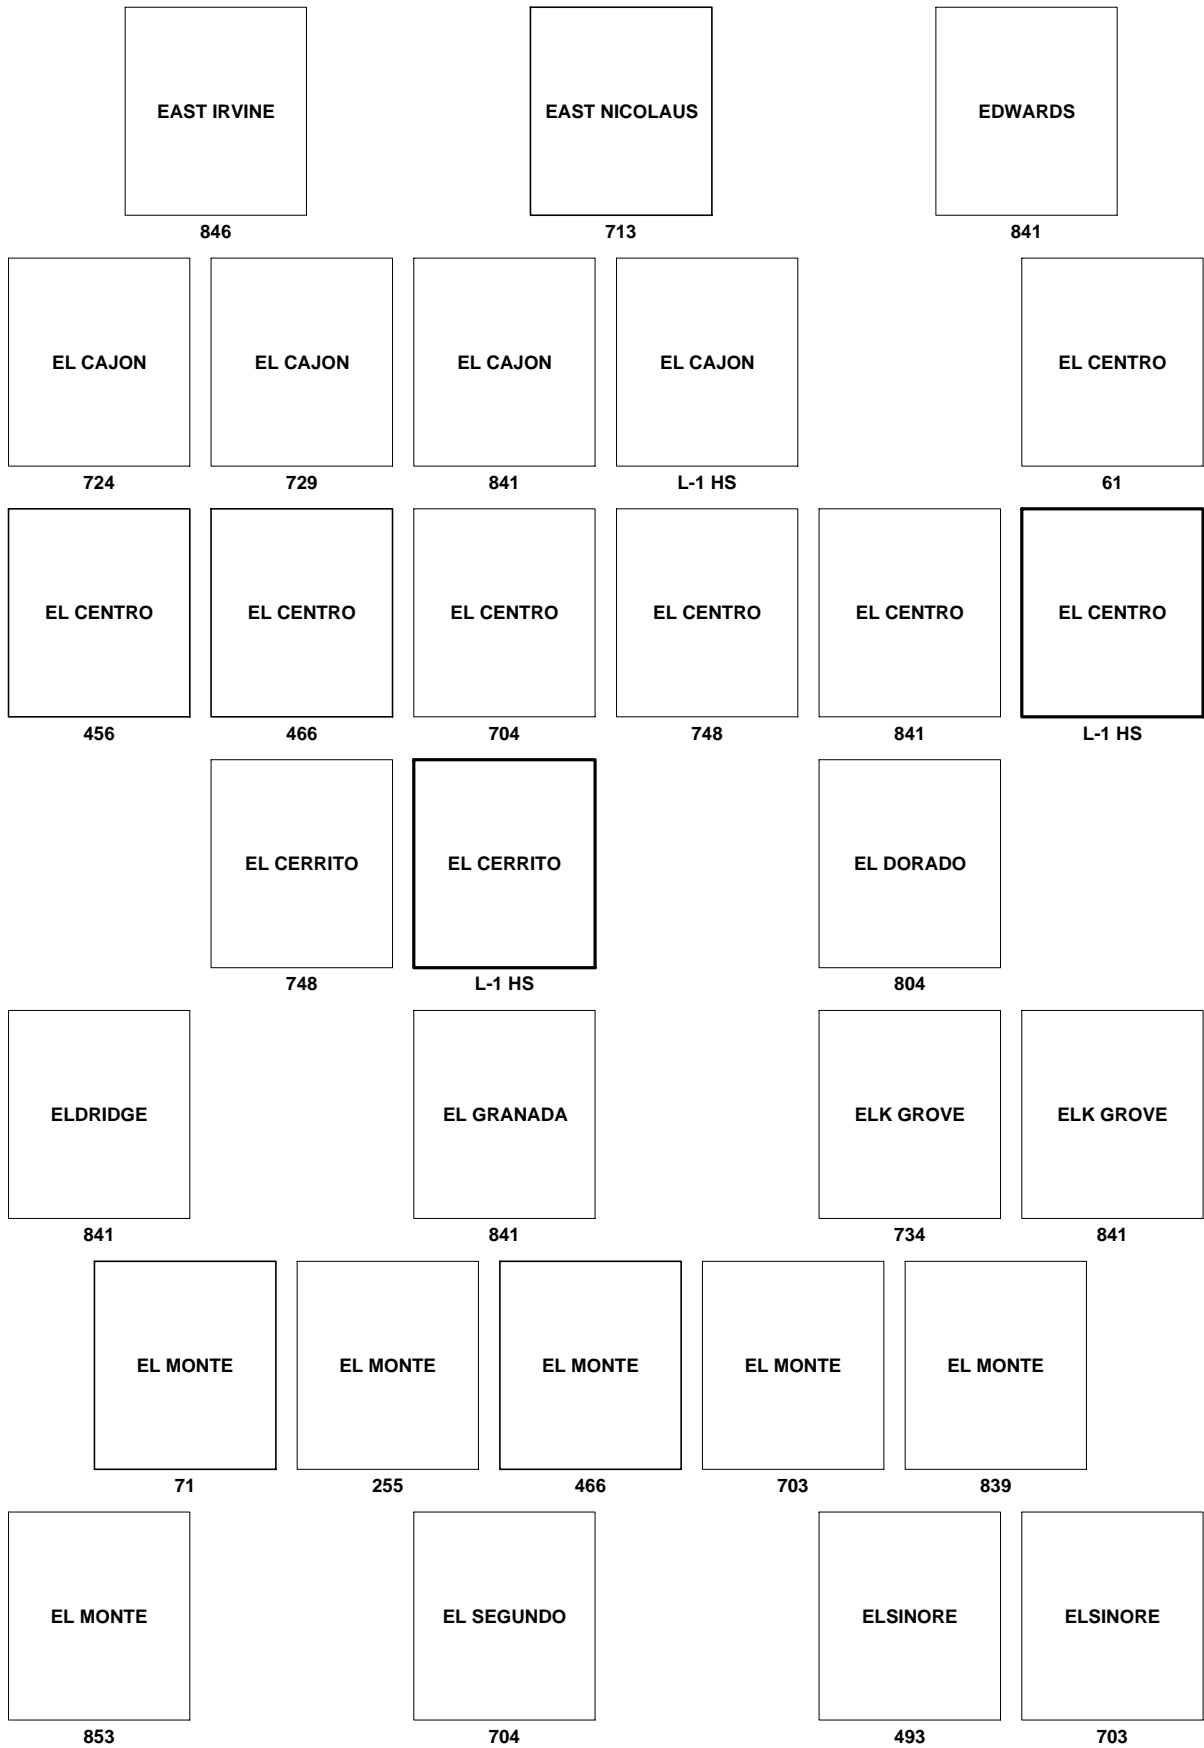 EAST IRVINE
EAST NICOLAUS
EDWARDS
846
713
841
EL CAJON
EL CAJON
EL CAJON
EL CAJON
EL CENTRO
724
729
841
L-1 HS
61
EL CENTRO
EL CENTRO
EL CENTRO
EL CENTRO
EL CENTRO
EL CENTRO
456
466
704
748
841
L-1 HS
EL CERRITO
EL CERRITO
EL DORADO
748
L-1 HS
804
ELDRIDGE
EL GRANADA
ELK GROVE
ELK GROVE
841
841
734
841
EL MONTE
EL MONTE
EL MONTE
EL MONTE
EL MONTE
71
255
466
703
839
EL MONTE
EL SEGUNDO
ELSINORE
ELSINORE
853
704
493
703